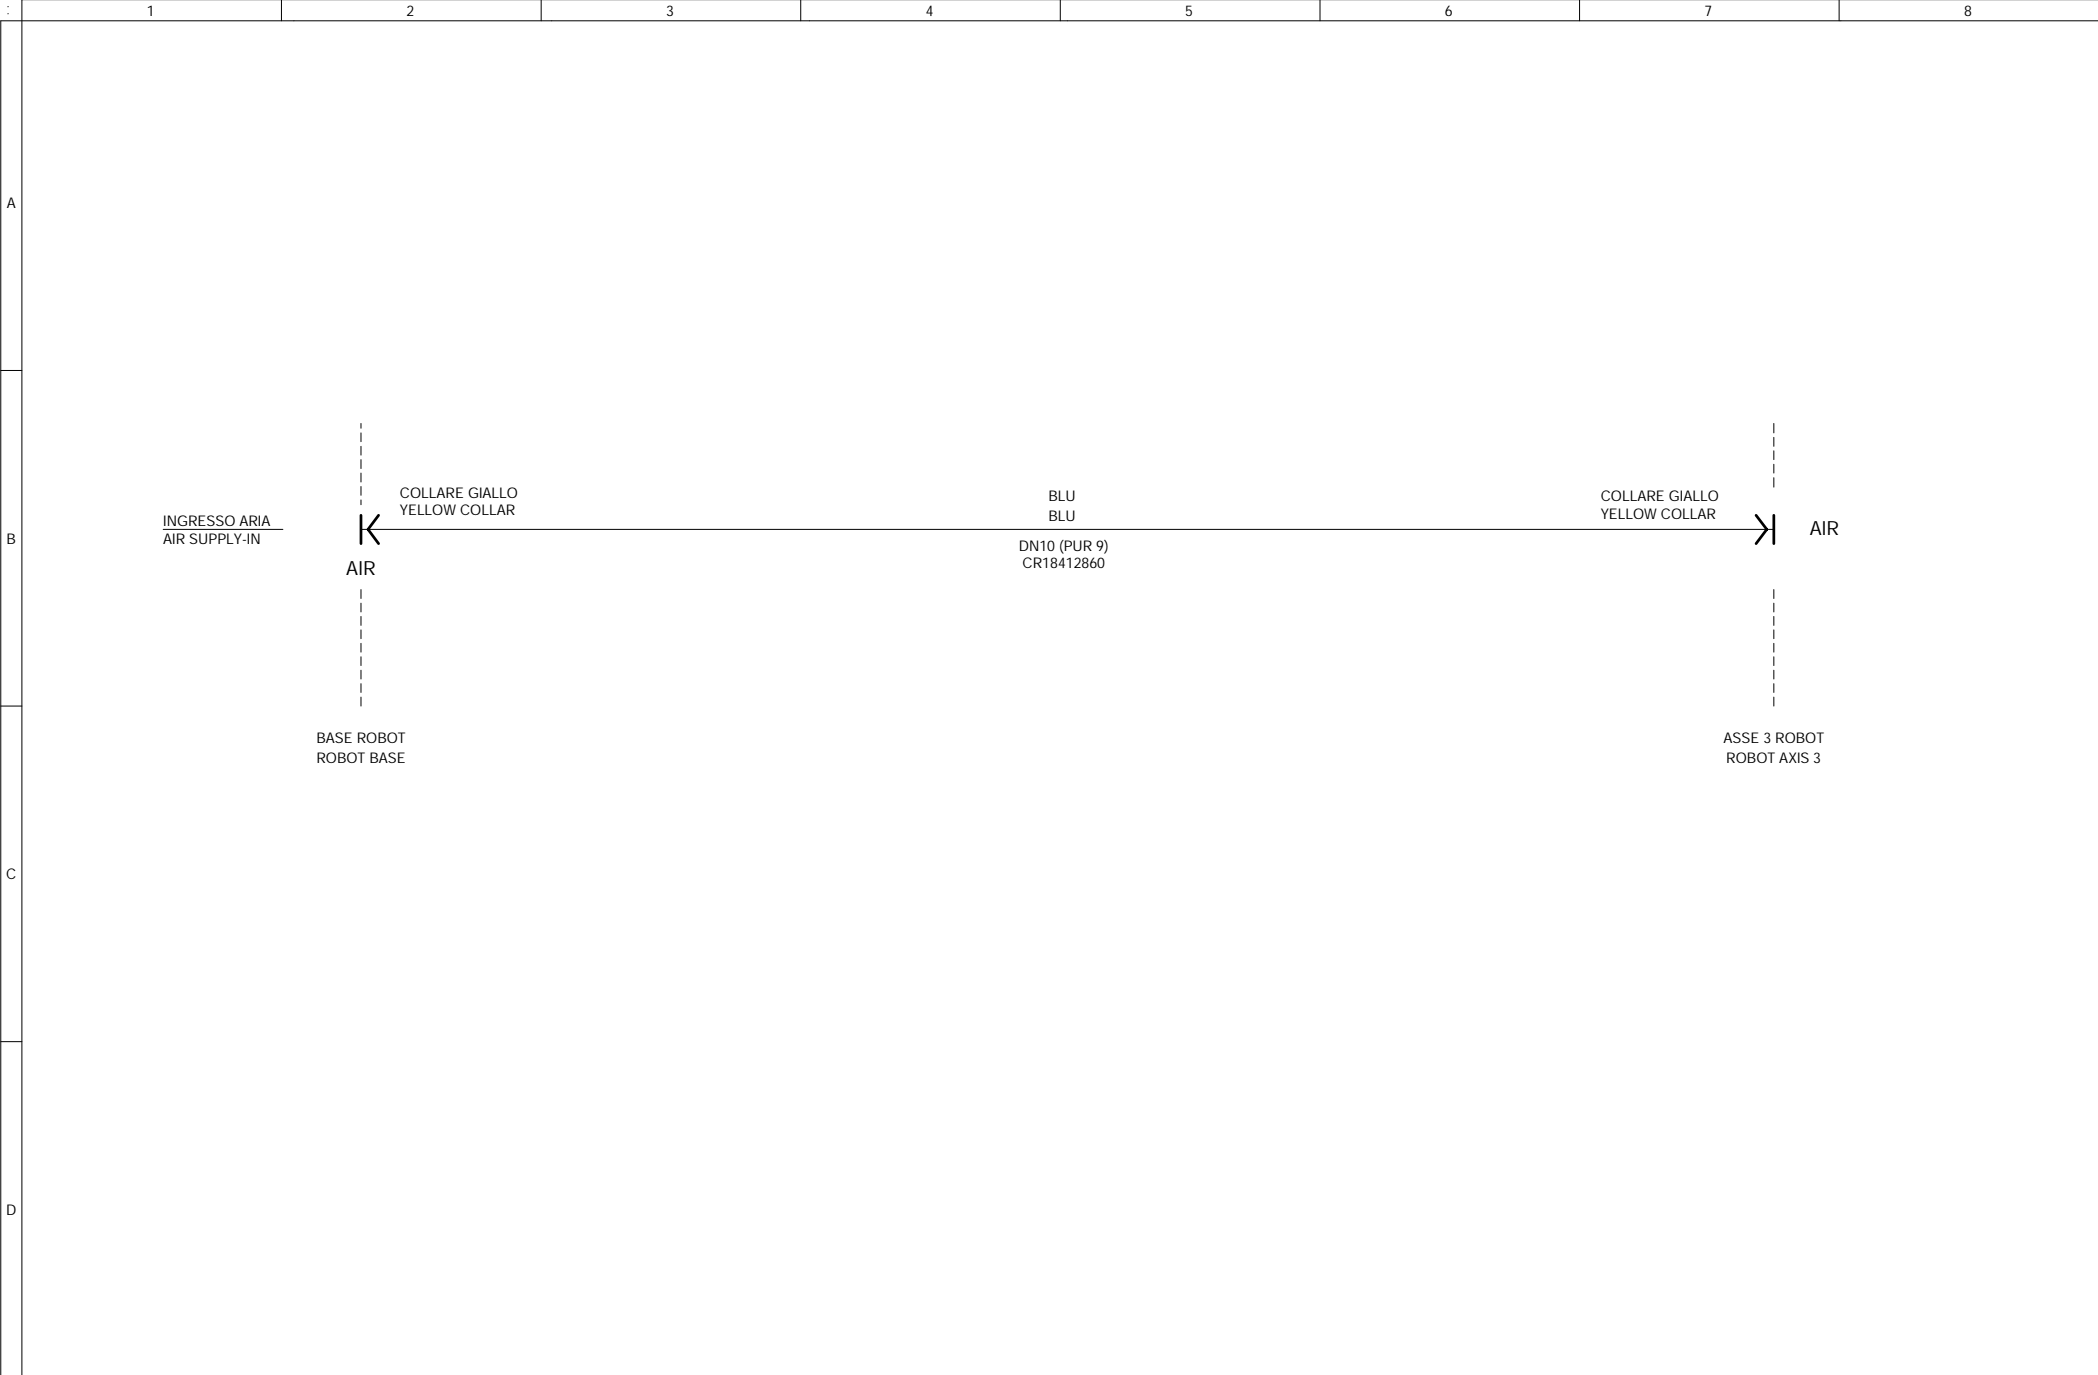 1 2 3 4 5 6 7 8
A
COLLARE GIALLO
YELLOW COLLAR
BLU
BLU
COLLARE GIALLO
YELLOW COLLAR
INGRESSO ARIA
AIR SUPPLY-IN
B
AIR
DN10 (PUR 9)
CR18412860
AIR
BASE ROBOT
ROBOT BASE
ASSE 3 ROBOT
ROBOT AXIS 3
C
D